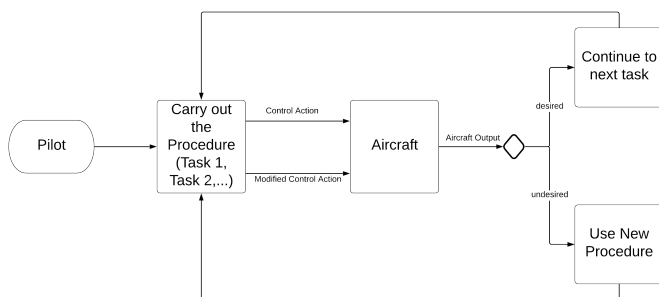 Pilot
Carry out
the
Procedure
(Task 1,
Task 2,...)
Control Action
Modified Control Action
Aircraft
Aircraft Output
desired
undesired
Continue to
next task
Use New
Procedure